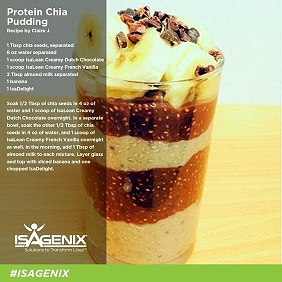 Protein Chia
Pudding
Recipe by Claire J.
1 Tbsp chia seeds, separated
8 oz water separated
1 scoop IsaLean Creamy Dutch Chocolate
1 scoop IsaLean Creamy French Vanilla
2 Tbsp almond milk separated
1 banana
1 IsaDelight
Soak 1/2 Tbsp of chia seeds in 4 oz of
water and 1 scoop of IsaLean Creamy
Dutch Chocolate overnight. In a separate
bowl, soak the other 1/2 Tbsp of chia
seeds in 4 oz of water, and 1 scoop of
IsaLean Creamy French Vanilla overnight
as well. In the morning, add 1 Tbsp of
almond milk to each mixture. Layer glass
and top with sliced banana and one
chopped IsaDelight.
ISAGENIX
Solutions to Transform Lives™
#ISAGENIX